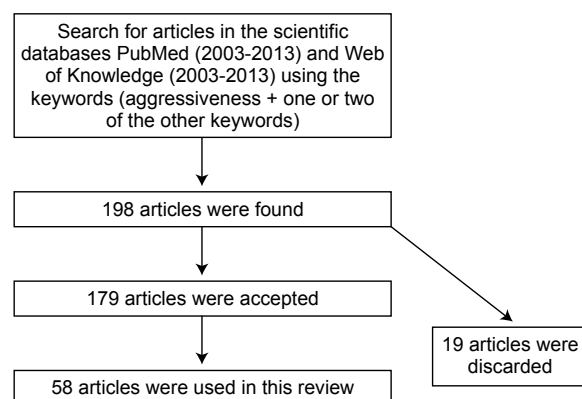 Search for articles in the scientific
databases PubMed (2003-2013) and Web
of Knowledge (2003-2013) using the
keywords (aggressiveness + one or two
of the other keywords)
198 articles were found
179 articles were accepted
19 articles were
discarded
58 articles were used in this review